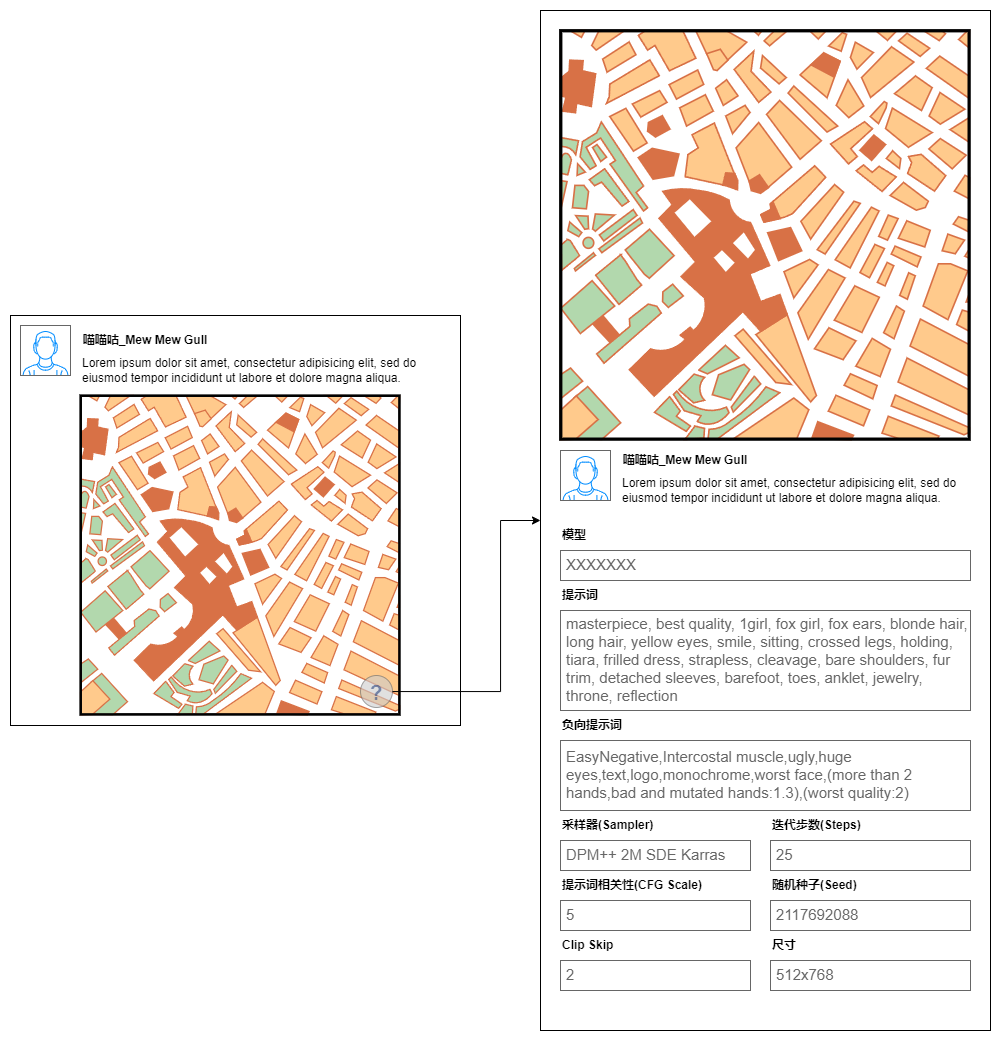 喵喵咕_Mew Mew Gull
Lorem ipsum dolor sit amet, consectetur adipisicing elit, sed do
eiusmod tempor incididunt ut labore et dolore magna aliqua.
?
喵喵咕_Mew Mew Gull
Lorem ipsum dolor sit amet, consectetur adipisicing elit, sed do
eiusmod tempor incididunt ut labore et dolore magna aliqua.
模型
XXXXXXX
提示词
masterpiece, best quality, 1girl, fox girl, fox ears, blonde hair,
long hair, yellow eyes, smile, sitting, crossed legs, holding,
tiara, frilled dress, strapless, cleavage, bare shoulders, fur
trim, detached sleeves, barefoot, toes, anklet, jewelry,
throne, reflection
负向提示词
EasyNegative,Intercostal muscle,ugly,huge
eyes,text,logo,monochrome,worst face,(more than 2
hands,bad and mutated hands:1.3),(worst quality:2)
采样器(Sampler)
迭代步数(Steps)
DPM++ 2M SDE Karras
25
提示词相关性(CFG Scale)
随机种子(Seed)
5
2117692088
Clip Skip
尺寸
2
512x768